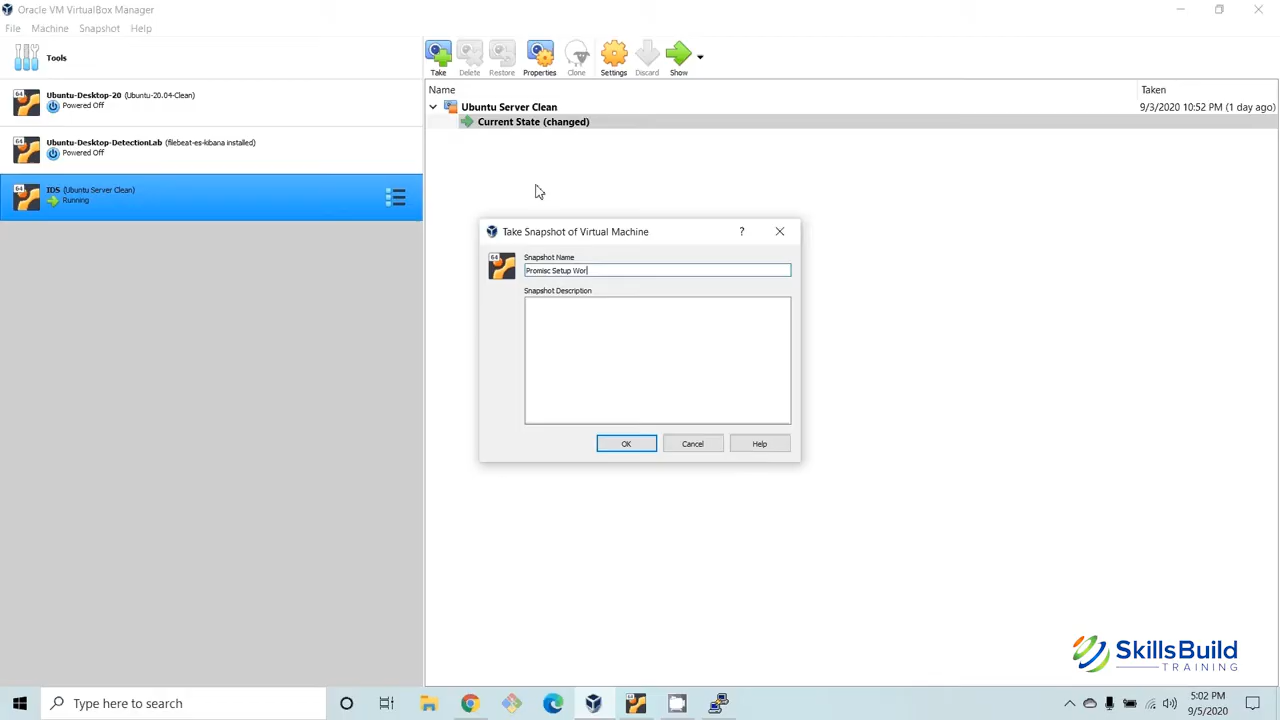 Oracle VM VirtualBox Manager
File Machine Snapshot Help
Tools
Take Delete Restore Properties Clone Settings Discard Show
Name Taken
64 Ubuntu-Desktop-20 (Ubuntu-20.04-Clean)
Powered Off
64 Ubuntu-Desktop-DetectionLab (filebeat-es-kibana installed)
Powered Off
64 IDS (Ubuntu Server Clean)
Running
Ubuntu Server Clean 9/3/2020 10:52 PM (1 day ago)
Current State (changed)
Take Snapshot of Virtual Machine ?
64 Snapshot Name
Promisc Setup Wor
Snapshot Description
OK Cancel Help
SkillsBuild
TRAINING
Type here to search
5:02 PM
9/5/2020